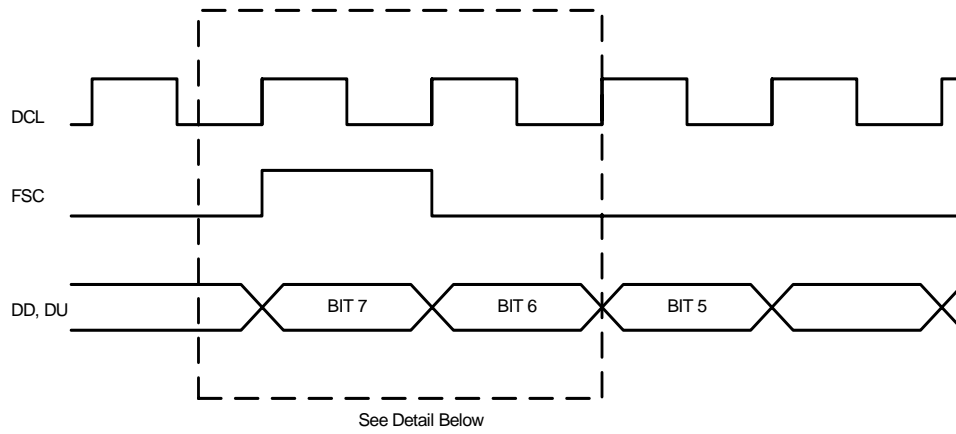 DCL
FSC
DD, DU
BIT 7
BIT 6
BIT 5
See Detail Below